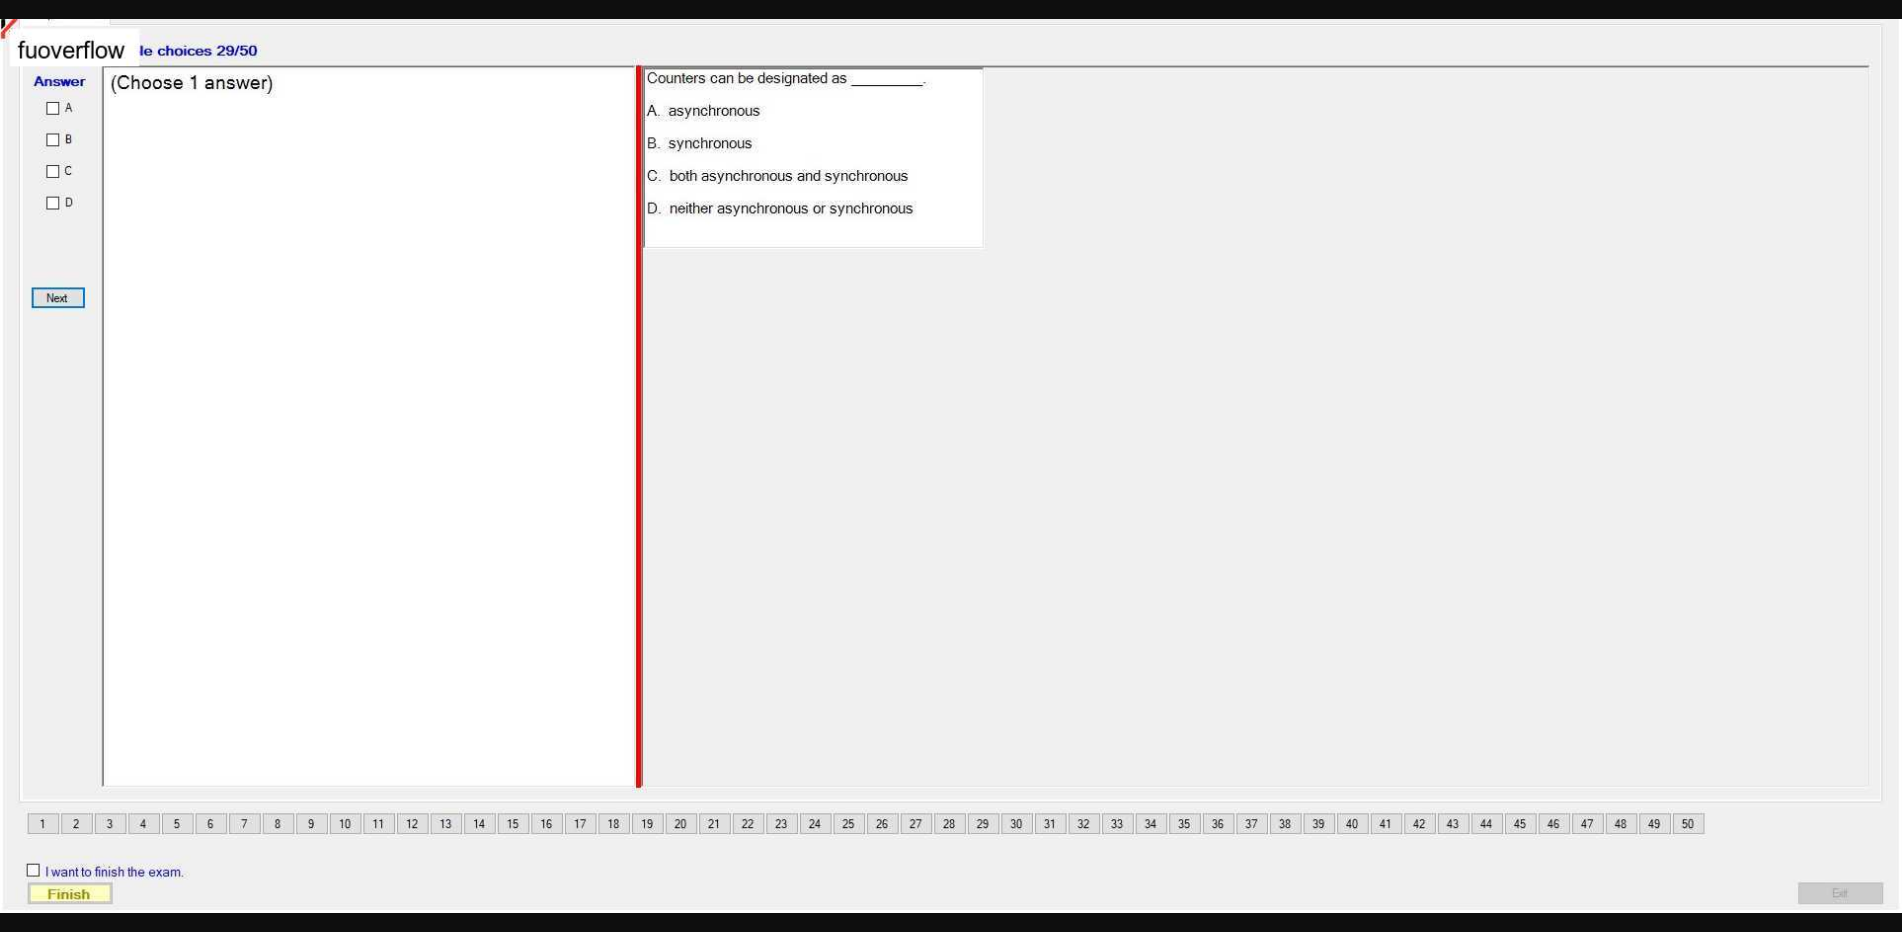 fuoverflow
le choices 29/50
Answer
A
B
C
D
Next
(Choose 1 answer)
Counters can be designated as _________.
A. asynchronous
B. synchronous
C. both asynchronous and synchronous
D. neither asynchronous or synchronous
1 2 3 4 5 6 7 8 9 10 11 12 13 14 15 16 17 18 19 20 21 22 23 24 25 26 27 28 29 30 31 32 33 34 35 36 37 38 39 40 41 42 43 44 45 46 47 48 49 50
I want to finish the exam.
Finish
Exit